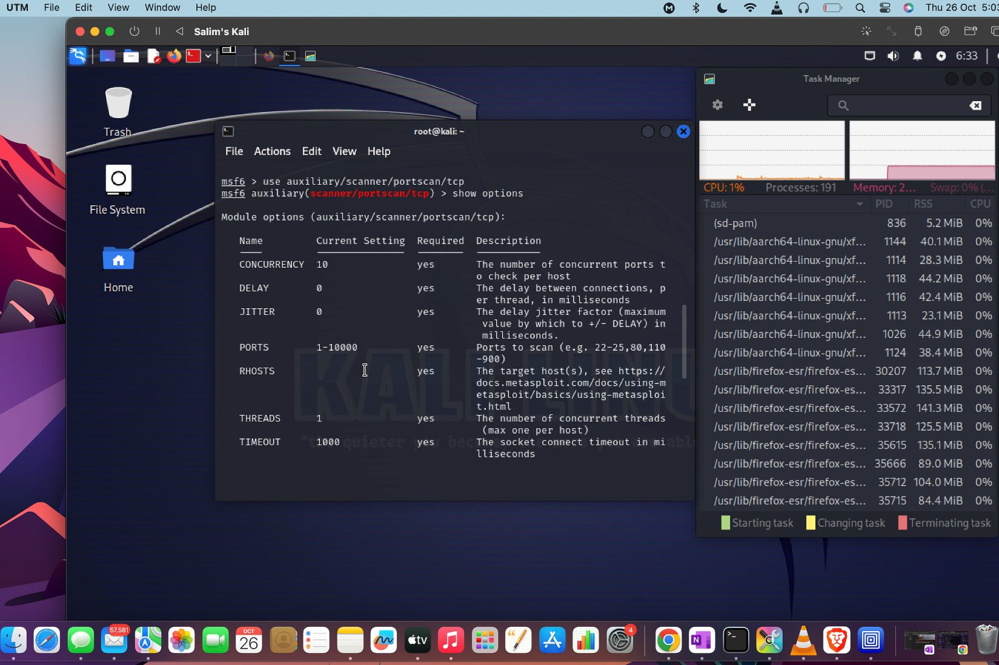 UTM File Edit View Window Help Thu 26 Oct
Salim's Kali
6:33
Trash
File System
Home
root@kali: ~
File Actions Edit View Help
msf6 > use auxiliary/scanner/portscan/tcp
msf6 auxiliary(scanner/portscan/tcp) > show options
Module options (auxiliary/scanner/portscan/tcp):
Name Current Setting Required Description
CONCURRENCY 10 yes The number of concurrent ports t
o check per host
DELAY 0 yes The delay between connections, p
er thread, in milliseconds
JITTER 0 yes The delay jitter factor (maximum
value by which to +/- DELAY) in
milliseconds.
PORTS 1-10000 yes Ports to scan (e.g. 22-25,80,110
-900)
RHOSTS yes The target host(s), see https://
docs.metasploit.com/docs/using-m
etasploit/basics/using-metasploi
t.html
THREADS 1 yes The number of concurrent threads
(max one per host)
TIMEOUT 1000 yes The socket connect timeout in mi
lliseconds
Task Manager
CPU: 1% Processes: 191 Memory: 2... Swap: 0% (...
Task PID RSS CPU
(sd-pam) 836 5.2 MiB 0%
/usr/lib/aarch64-linux-gnu/xf... 1144 40.1 MiB 0%
/usr/lib/aarch64-linux-gnu/xf... 1114 28.3 MiB 0%
/usr/lib/aarch64-linux-gnu/xf... 1118 44.2 MiB 0%
/usr/lib/aarch64-linux-gnu/xf... 1116 42.4 MiB 0%
/usr/lib/aarch64-linux-gnu/xf... 1113 23.1 MiB 0%
/usr/lib/aarch64-linux-gnu/xf... 1026 44.9 MiB 0%
/usr/lib/aarch64-linux-gnu/xf... 1124 38.4 MiB 0%
/usr/lib/firefox-esr/firefox-es... 30207 113.7 MiB 0%
/usr/lib/firefox-esr/firefox-es... 33317 135.5 MiB 0%
/usr/lib/firefox-esr/firefox-es... 33572 141.3 MiB 0%
/usr/lib/firefox-esr/firefox-es... 33718 125.5 MiB 0%
/usr/lib/firefox-esr/firefox-es... 35615 135.1 MiB 0%
/usr/lib/firefox-esr/firefox-es... 35666 89.0 MiB 0%
/usr/lib/firefox-esr/firefox-es... 35712 104.0 MiB 0%
/usr/lib/firefox-esr/firefox-es... 35715 84.4 MiB 0%
Starting task Changing task Terminating task
KALI LINU
57,581
OCT
26
tv
4